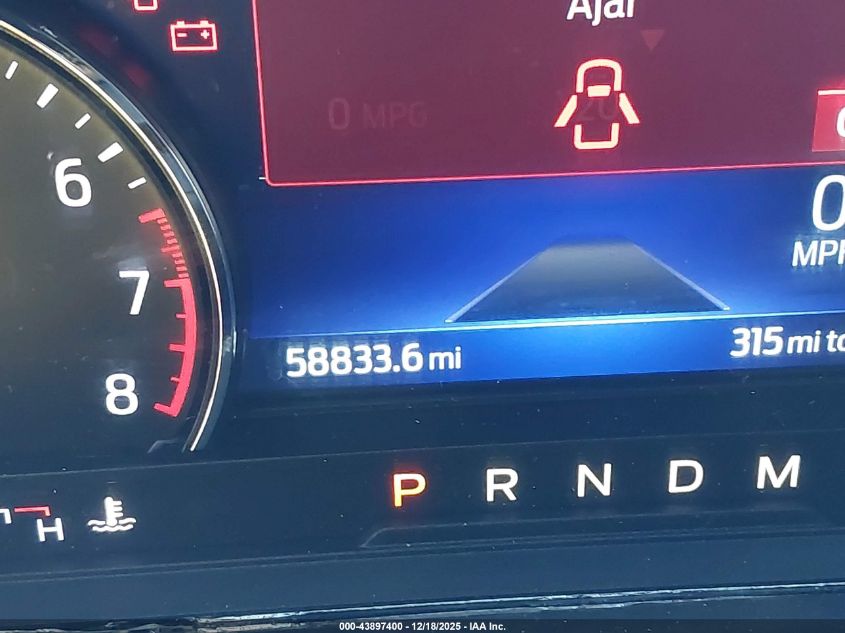 Ajar
0 MPG
6
0
MPH
7
58833.6 mi
315 mi to
8
P R N D M
H
000-43897400 - 12/18/2025 - IAA Inc.